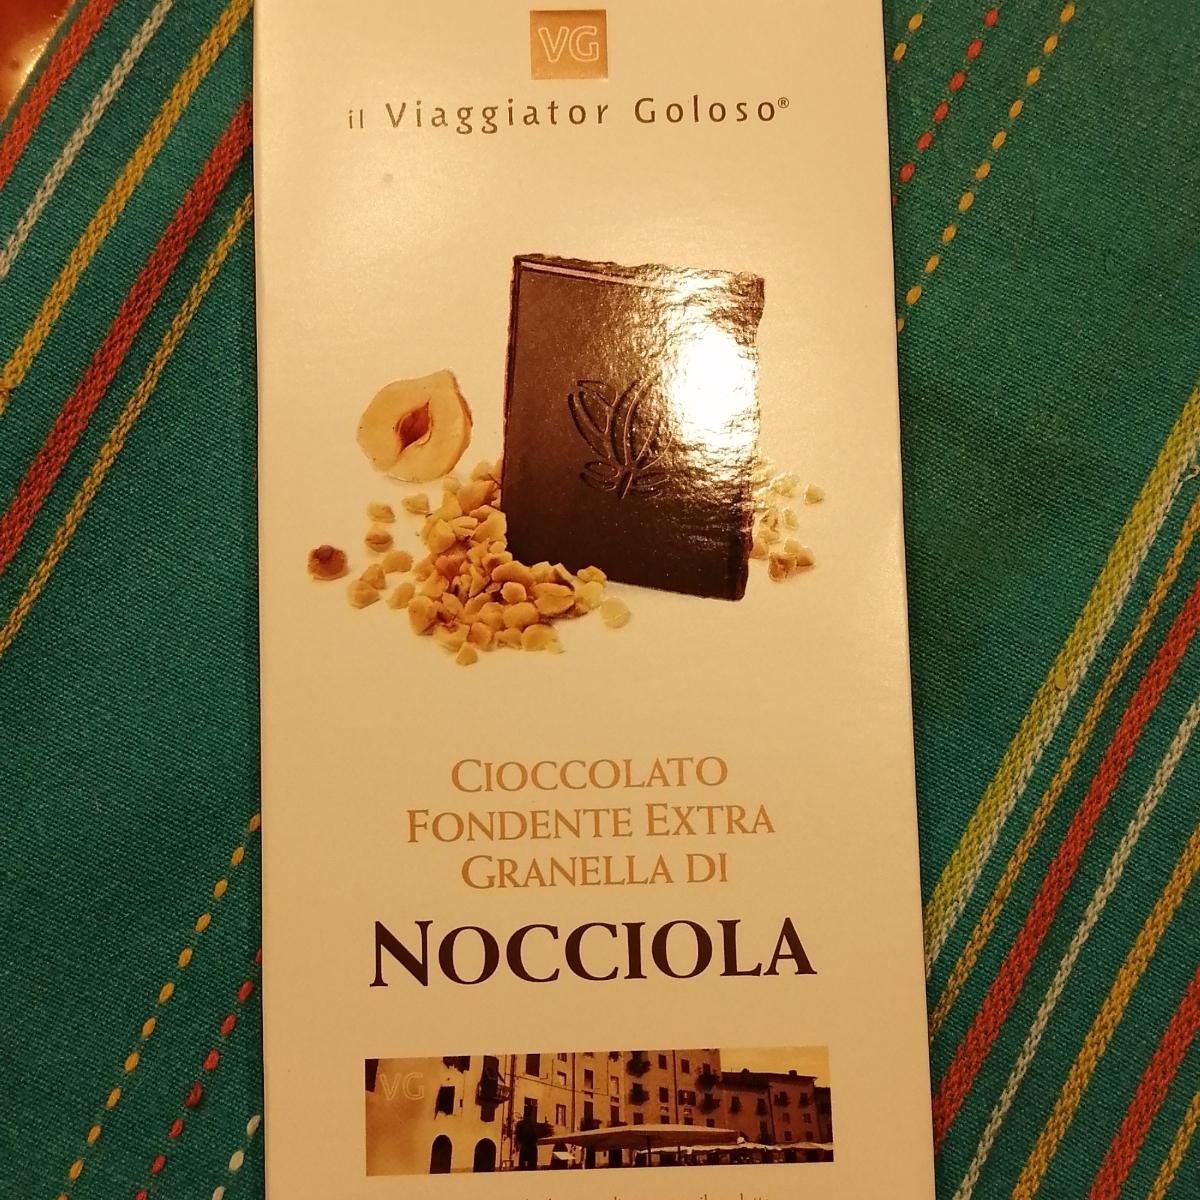 VG
il Viaggiator Goloso®
CIOCCOLATO
FONDENTE EXTRA
GRANELLA DI
NOCCIOLA
VG